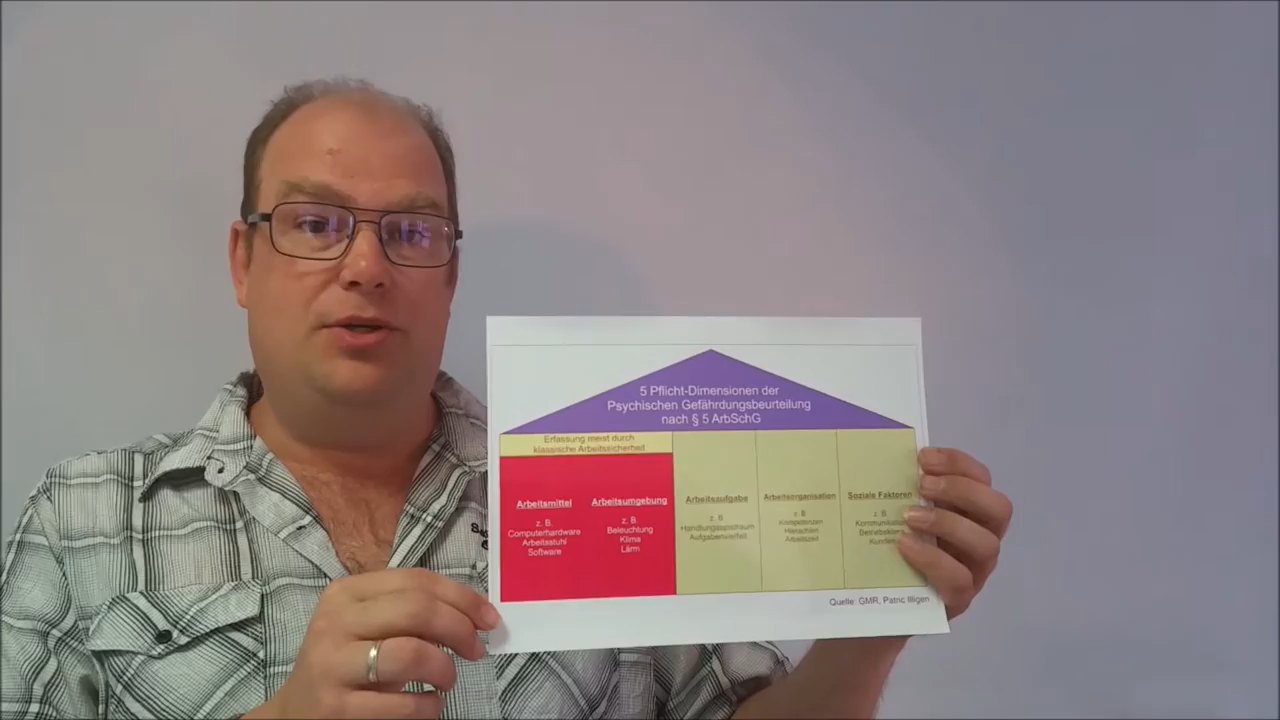 5 Pflicht-Dimensionen der
Psychischen Gefährdungsbeurteilung
nach § 5 ArbSchG
Erfassung meist durch
klassische Arbeitssicherheit
Arbeitsmittel
z. B.
Computerhardware
Arbeitsstuhl
Software
Arbeitsumgebung
z. B.
Beleuchtung
Klima
Lärm
Arbeitsaufgabe
z. B.
Handlungsspielraum
Aufgabenvielfalt
Arbeitsorganisation
z. B.
Kompetenzen
Hierachien
Arbeitszeit
Soziale Faktoren
z. B.
Quelle: GMR, Patric Illigen